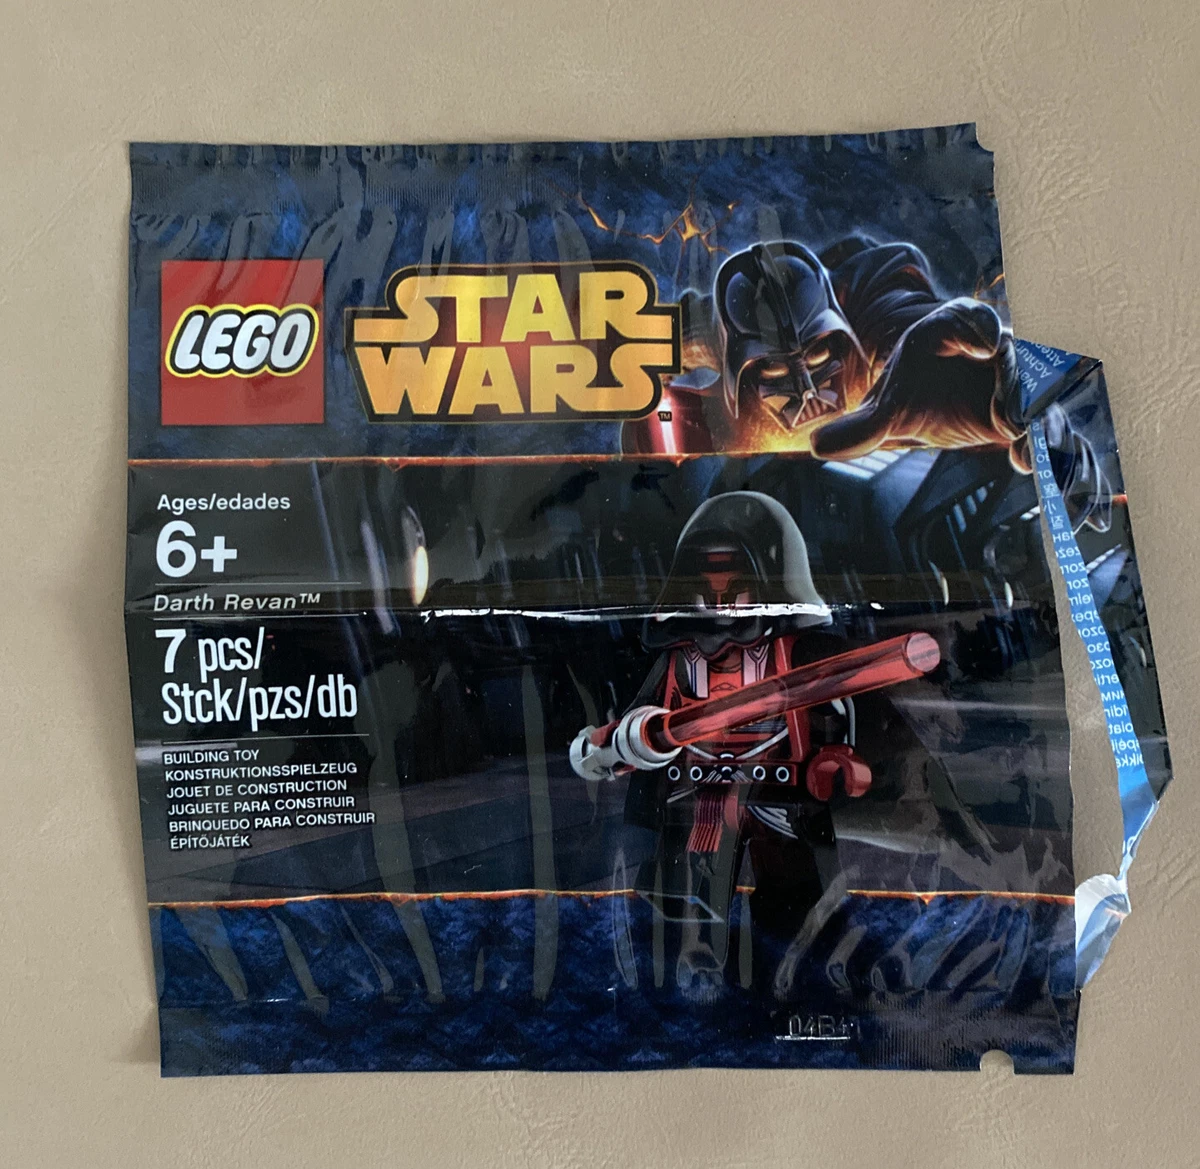 LEGO
STAR
WARS™
Ages/edades
6+
Darth Revan™
7 pcs/
Stck/pzs/db
BUILDING TOY
KONSTRUKTIONSSPIELZEUG
JOUET DE CONSTRUCTION
JUGUETE PARA CONSTRUIR
BRINQUEDO PARA CONSTRUIR
ÉPÍTŐJÁTÉK